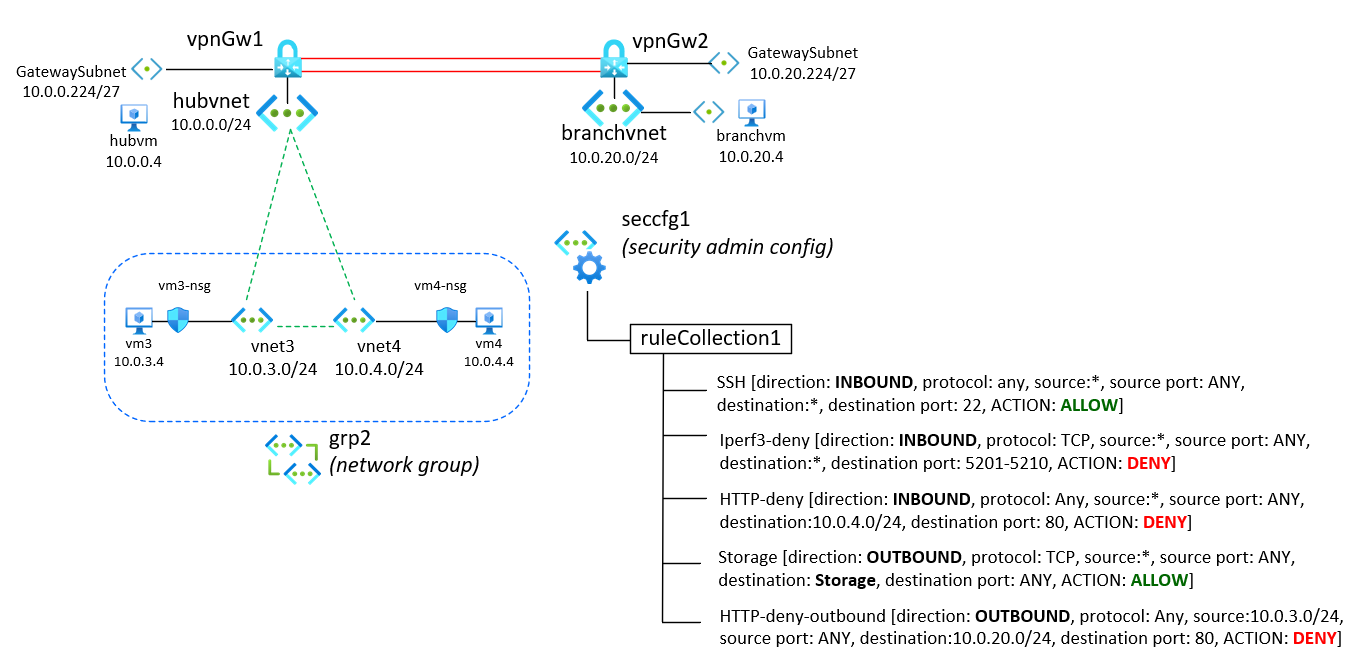 vpnGw1
vpnGw2
GatewaySubnet
10.0.0.224/27
GatewaySubnet
10.0.20.224/27
hubvnet
10.0.0.0/24
hubvm
10.0.0.4
branchvnet
10.0.20.0/24
branchvm
10.0.20.4
seccfg1
(security admin config)
vm3-nsg
vm4-nsg
vm3
10.0.3.4
vnet3
10.0.3.0/24
vnet4
10.0.4.0/24
vm4
10.0.4.4
grp2
(network group)
ruleCollection1
SSH [direction: INBOUND, protocol: any, source:*, source port: ANY,
destination:*, destination port: 22, ACTION: ALLOW]
Iperf3-deny [direction: INBOUND, protocol: TCP, source:*, source port: ANY,
destination:*, destination port: 5201-5210, ACTION: DENY]
HTTP-deny [direction: INBOUND, protocol: Any, source:*, source port: ANY,
destination:10.0.4.0/24, destination port: 80, ACTION: DENY]
Storage [direction: OUTBOUND, protocol: TCP, source:*, source port: ANY,
destination: Storage, destination port: ANY, ACTION: ALLOW]
HTTP-deny-outbound [direction: OUTBOUND, protocol: Any, source:10.0.3.0/24,
source port: ANY, destination:10.0.20.0/24, destination port: 80, ACTION: DENY]